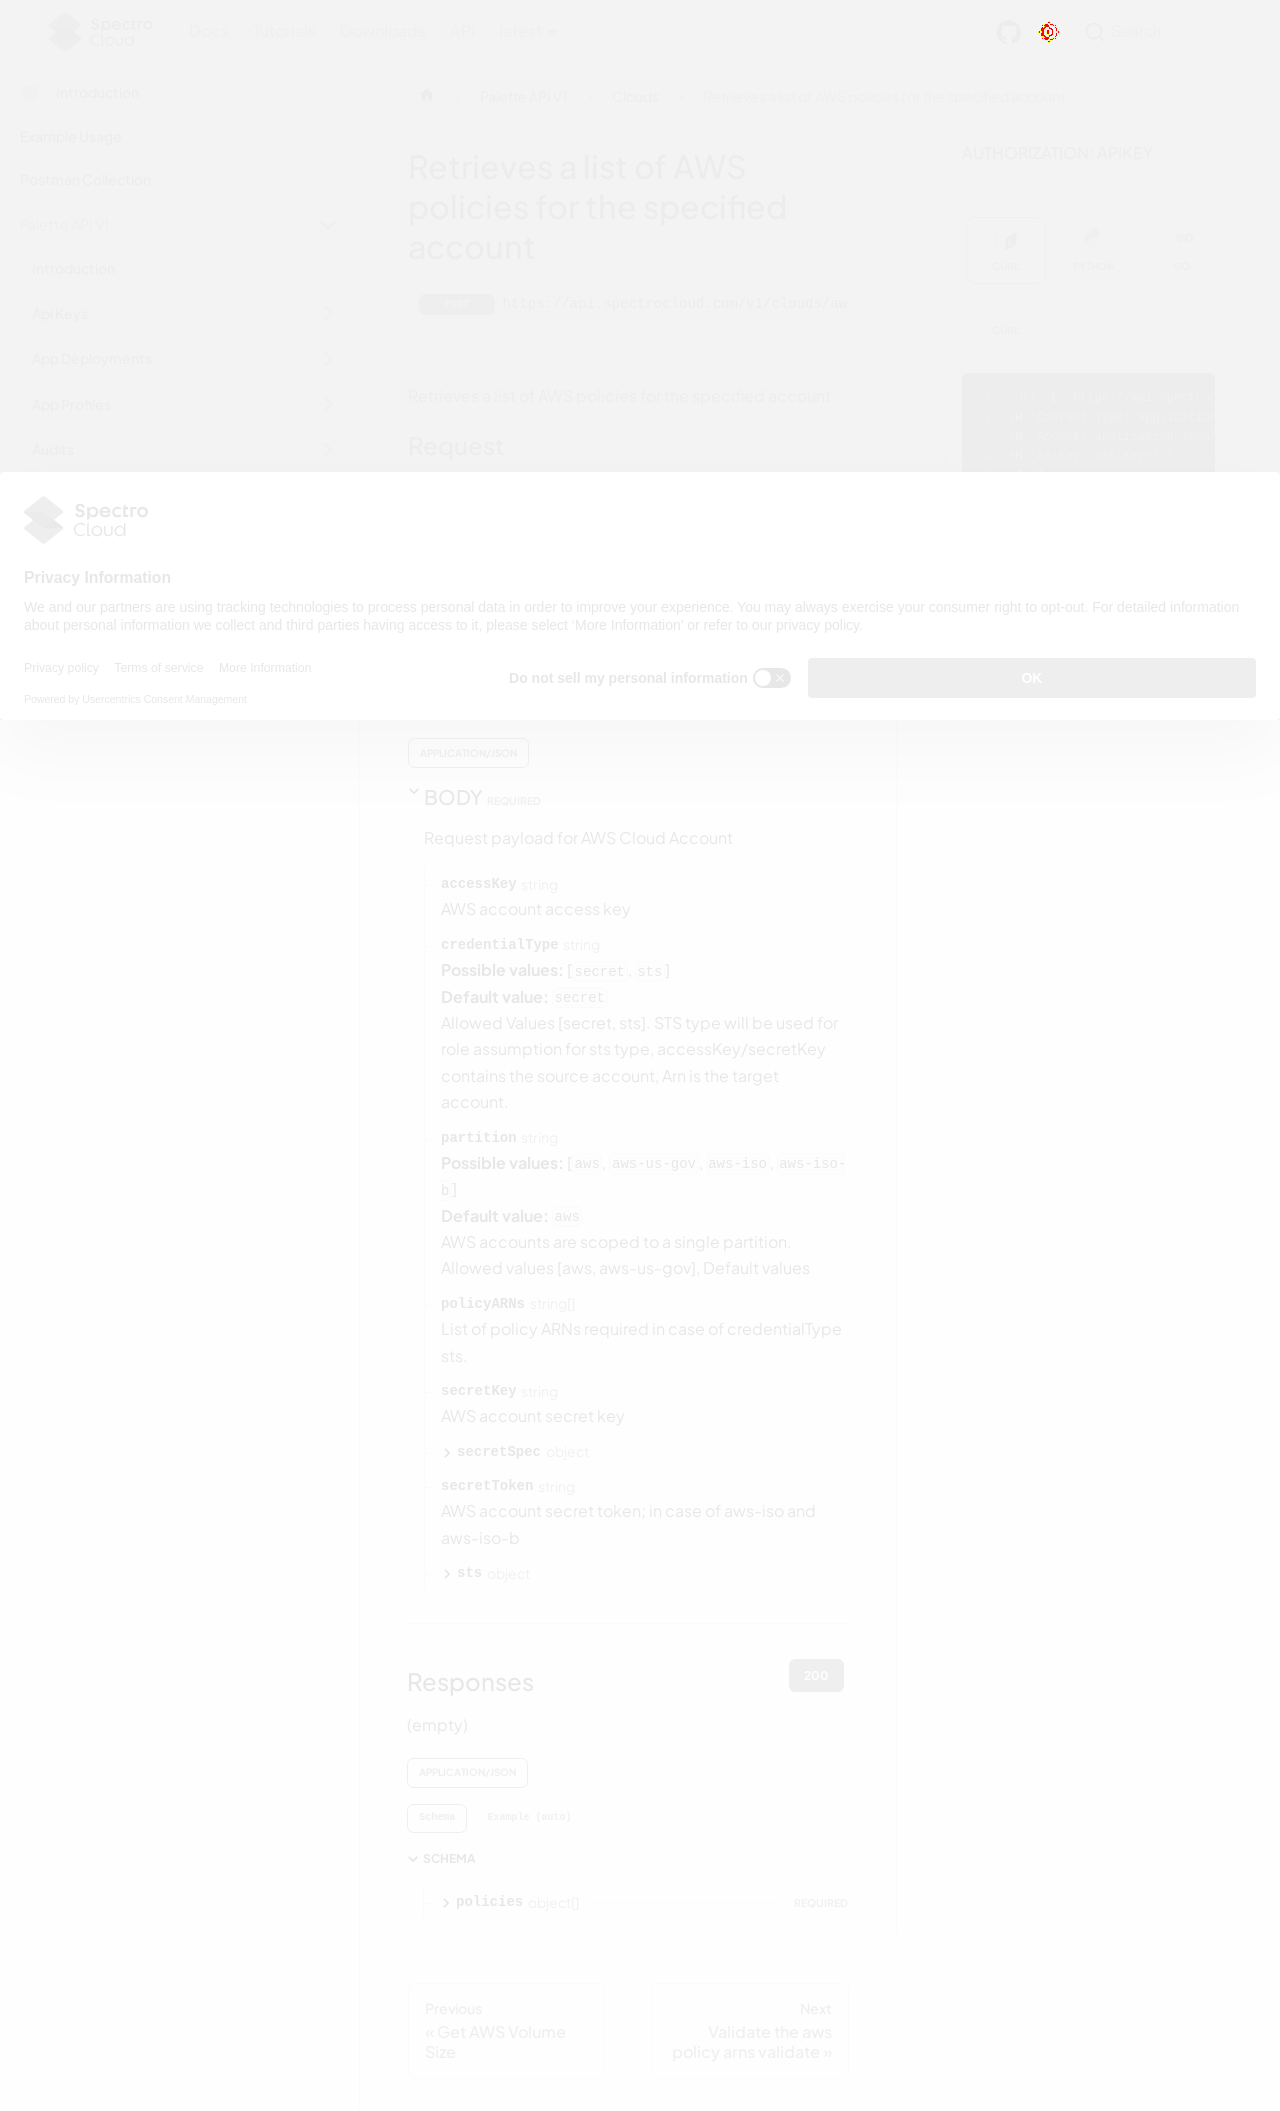 Spectro
Cloud
Docs Tutorials Downloads API latest
Search
Introduction
Example Usage
Postman Collection
Palette API V1
Introduction
Api Keys
App Deployments
App Profiles
Audits
Palette API V1
Clouds
Retrieves a list of AWS policies for the specified account
Retrieves a list of AWS
policies for the specified
account
POST https://api.spectrocloud.com/v1/clouds/aw
Retrieves a list of AWS policies for the specified account
Request
AUTHORIZATION: APIKEY
CURL PYTHON GO
CURL
Spectro
Cloud
Privacy Information
We and our partners are using tracking technologies to process personal data in order to improve your experience. You may always exercise your consumer right to opt-out. For detailed information
about personal information we collect and third parties having access to it, please select 'More Information' or refer to our privacy policy.
Privacy policy Terms of service More Information
Powered by Usercentrics Consent Management
Do not sell my personal information
OK
APPLICATION/JSON
BODY REQUIRED
Request payload for AWS Cloud Account
accessKey string
AWS account access key
credentialType string
Possible values: [secret, sts]
Default value: secret
Allowed Values [secret, sts]. STS type will be used for
role assumption for sts type, accessKey/secretKey
contains the source account, Arn is the target
account.
partition string
Possible values: [aws, aws-us-gov, aws-iso, aws-iso-
b]
Default value: aws
AWS accounts are scoped to a single partition.
Allowed values [aws, aws-us-gov], Default values
policyARNs string[]
List of policy ARNs required in case of credentialType
sts.
secretKey string
AWS account secret key
secretSpec object
secretToken string
AWS account secret token; in case of aws-iso and
aws-iso-b
sts object
Responses
200
(empty)
APPLICATION/JSON
Schema Example (auto)
SCHEMA
policies object[] REQUIRED
Previous
« Get AWS Volume
Size
Next
Validate the aws
policy arns validate »